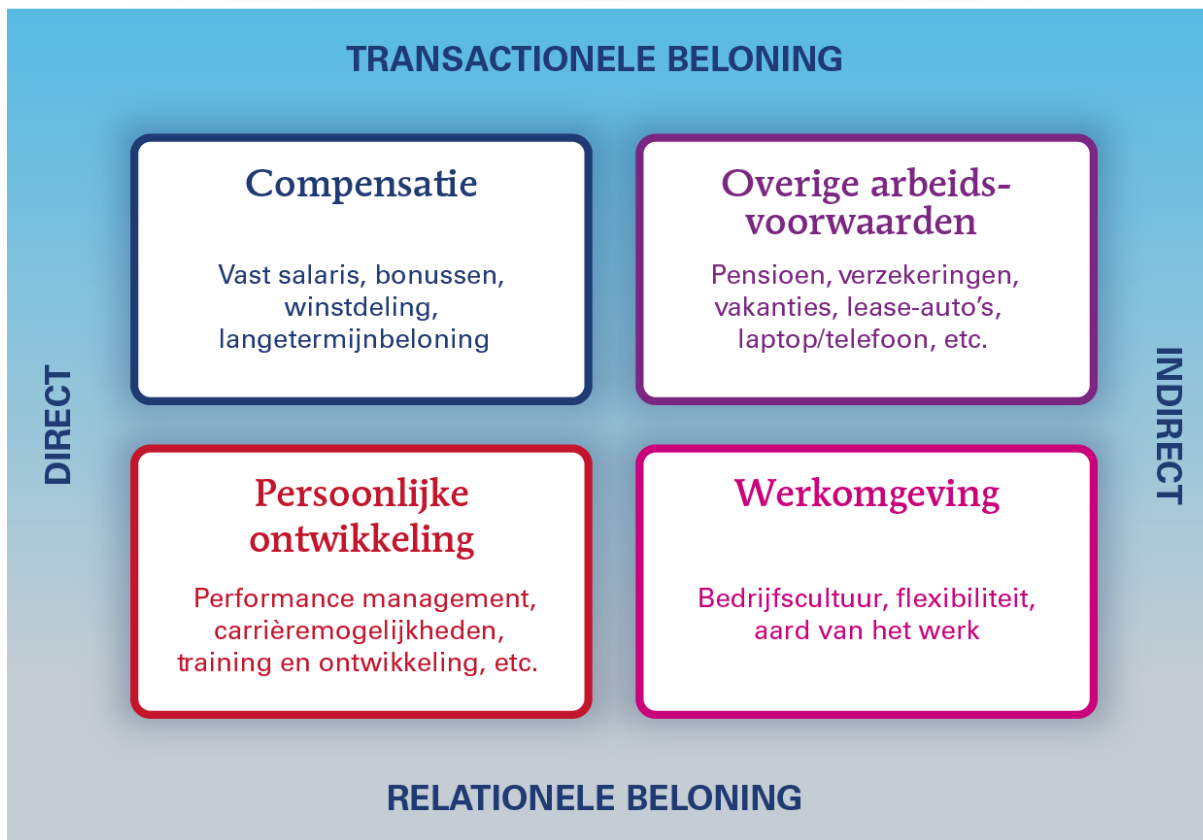 TRANSACTIONELE BELONING
Compensatie
Vast salaris, bonussen,
winstdeling,
langetermijnbeloning
Overige arbeids-
voorwaarden
Pensioen, verzekeringen,
vakanties, lease-auto’s,
laptop/telefoon, etc.
DIRECT
INDIRECT
Persoonlijke
ontwikkeling
Performance management,
carrièremogelijkheden,
training en ontwikkeling, etc.
Werkomgeving
Bedrijfscultuur, flexibiliteit,
aard van het werk
RELATIONELE BELONING